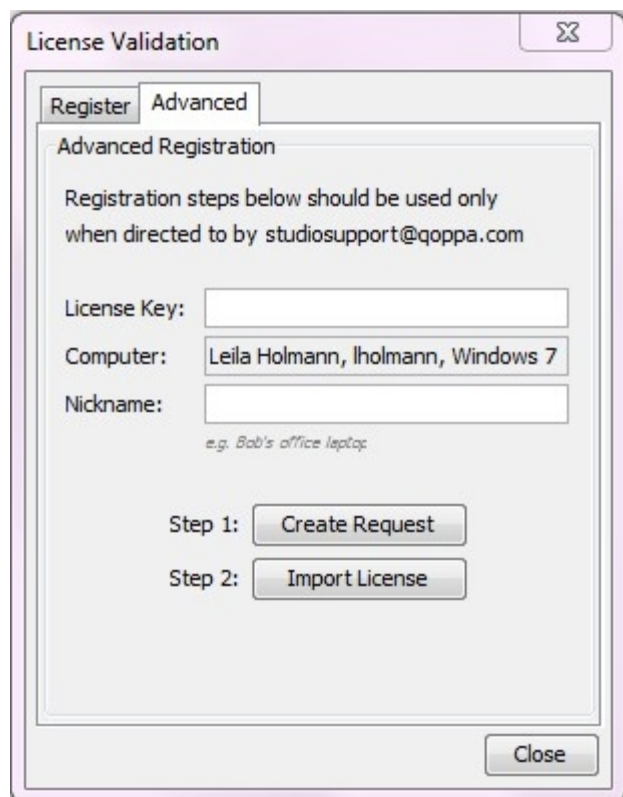 License Validation
Register Advanced
Advanced Registration
Registration steps below should be used only
when directed to by studiosupport@qoppa.com
License Key:
Computer: Leila Holmann, lholmann, Windows 7
Nickname:
e.g. Bob's office laptop
Step 1: Create Request
Step 2: Import License
Close